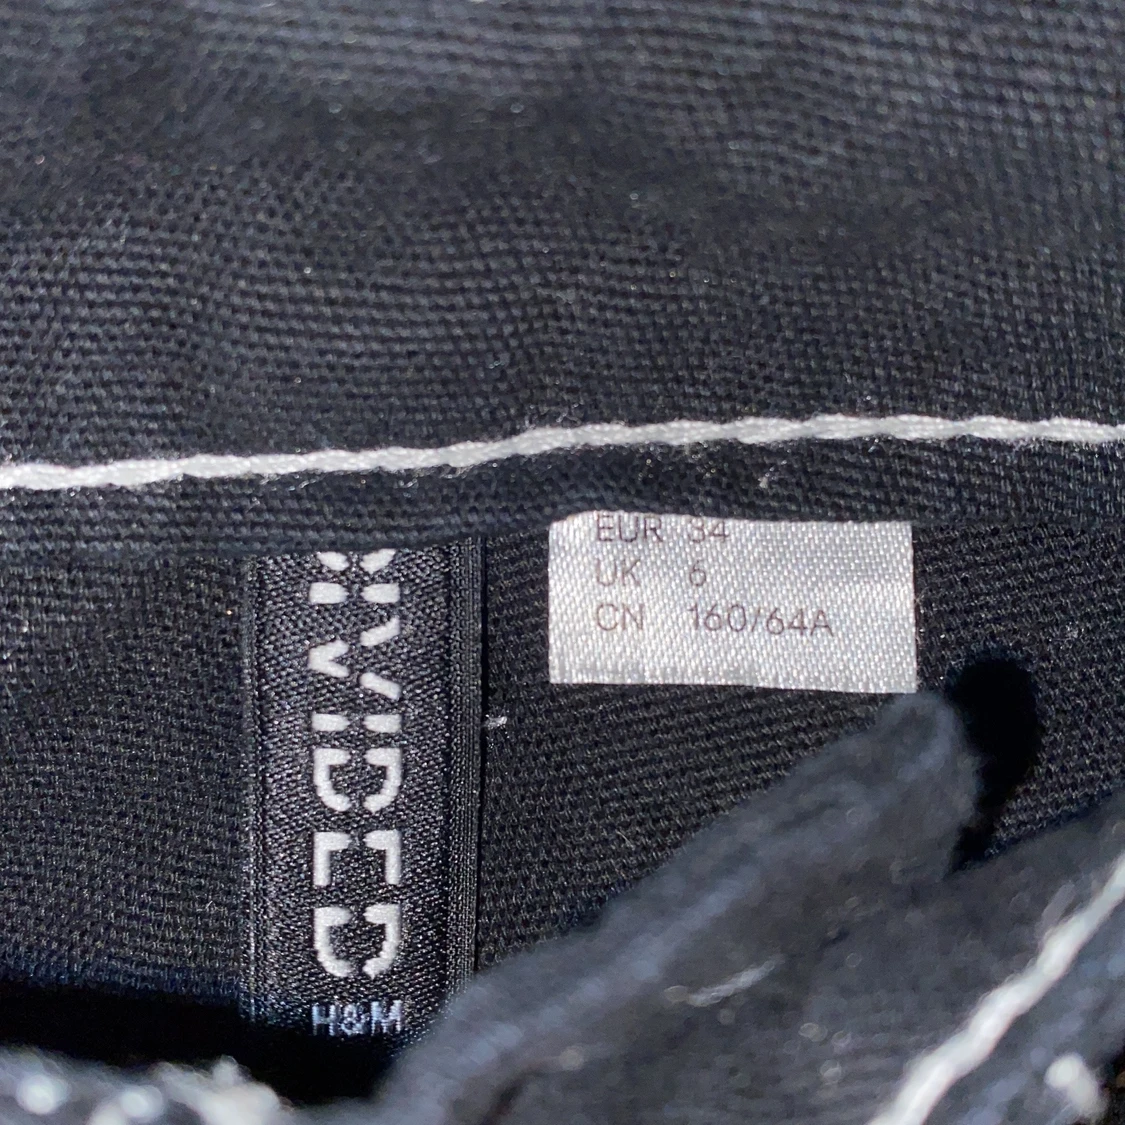 DIVIDED
H&M
EUR 34
UK 6
CN 160/64A